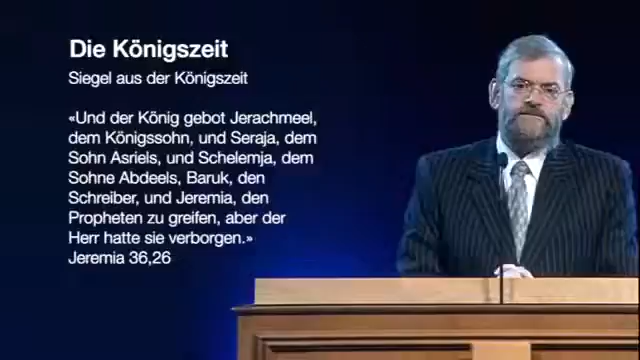 Die Königszeit
Siegel aus der Königszeit
«Und der König gebot Jerachmeel,
dem Königssohn, und Seraja, dem
Sohn Asriels, und Schelemja, dem
Sohne Abdeels, Baruk, den
Schreiber, und Jeremia, den
Propheten zu greifen, aber der
Herr hatte sie verborgen.»
Jeremia 36,26